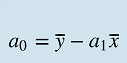 a₀ = y̅ − a₁x̅